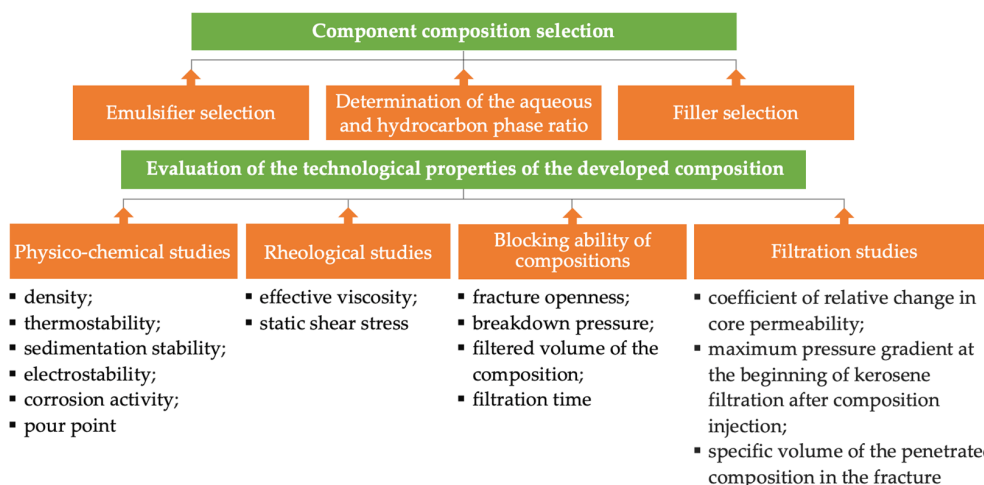 Component composition selection
Emulsifier selection
Determination of the aqueous
and hydrocarbon phase ratio
Filler selection
Evaluation of the technological properties of the developed composition
Physico-chemical studies
▪ density;
▪ thermostability;
▪ sedimentation stability;
▪ electrostability;
▪ corrosion activity;
▪ pour point
Rheological studies
▪ effective viscosity;
▪ static shear stress
Blocking ability of
compositions
▪ fracture openness;
▪ breakdown pressure;
▪ filtered volume of the
composition;
▪ filtration time
Filtration studies
▪ coefficient of relative change in
core permeability;
▪ maximum pressure gradient at
the beginning of kerosene
filtration after composition
injection;
▪ specific volume of the penetrated
composition in the fracture